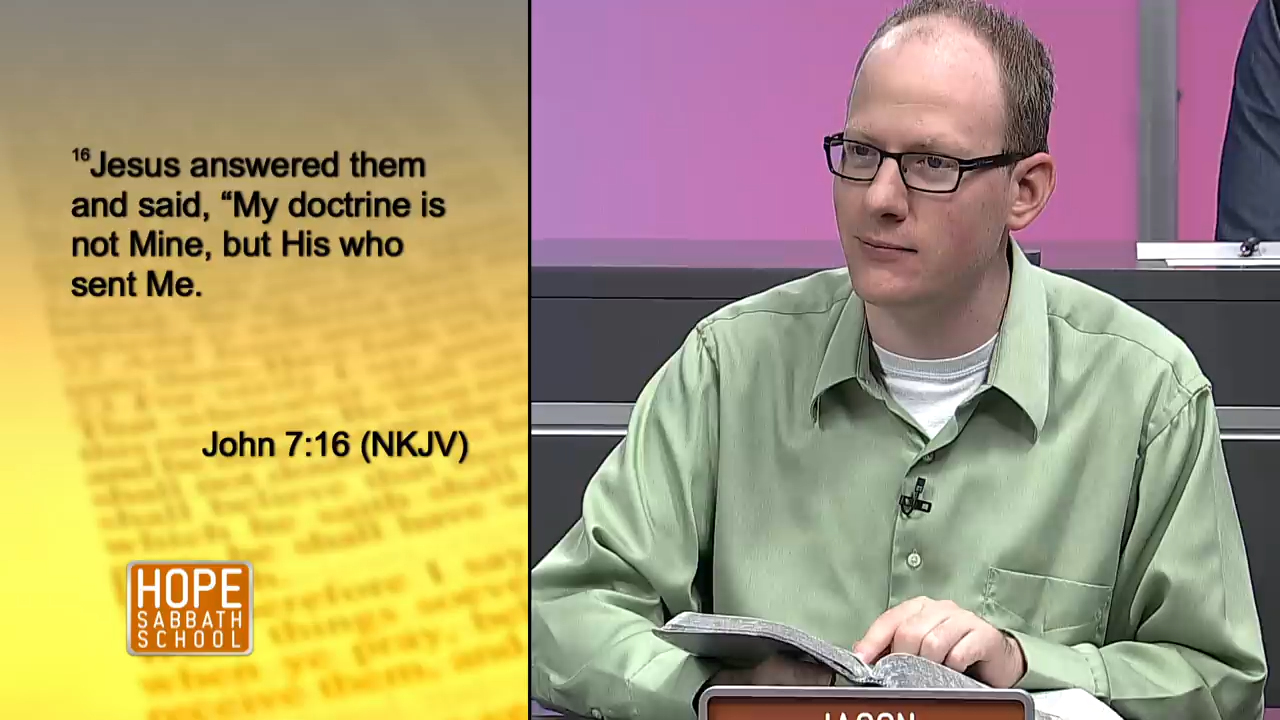 ¹⁶Jesus answered them
and said, “My doctrine is
not Mine, but His who
sent Me.
John 7:16 (NKJV)
HOPE
SABBATH
SCHOOL
JASON